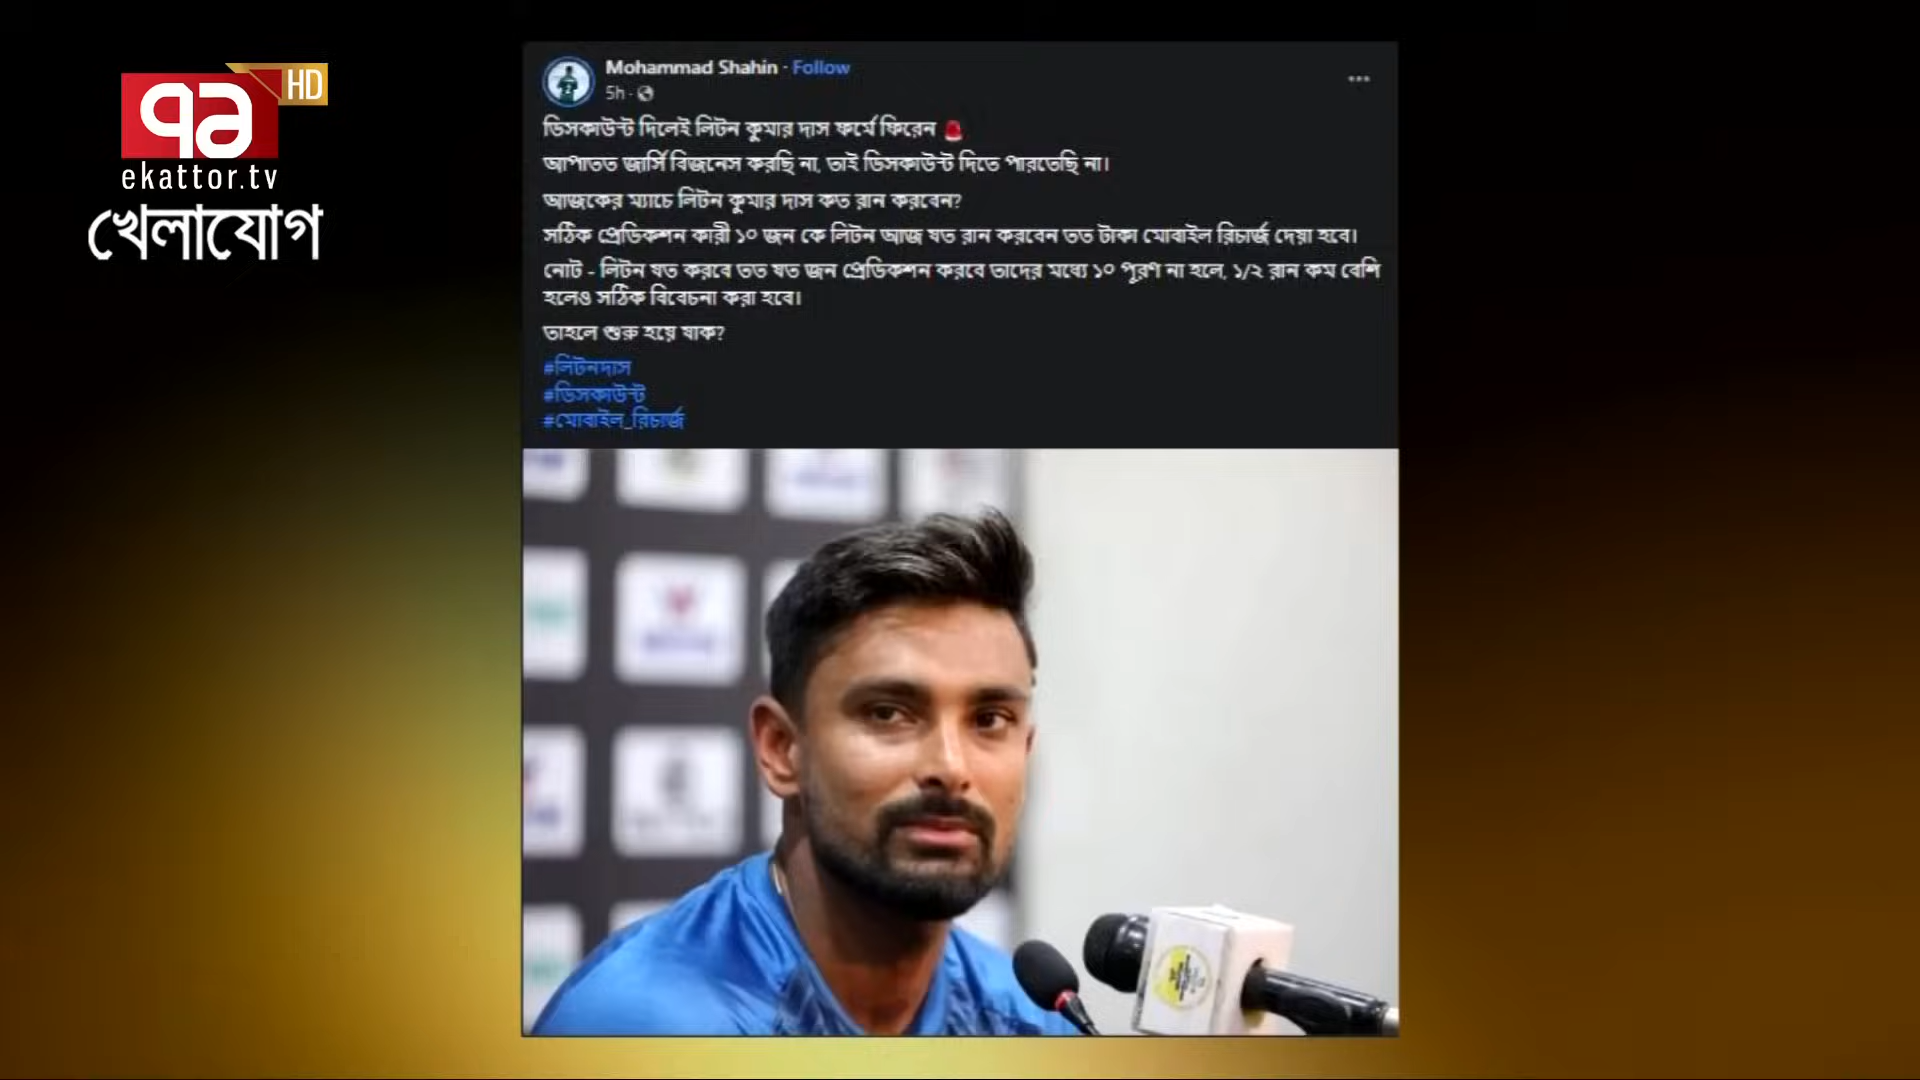 HD
ekattor.tv
খেলাযোগ
Mohammad Shahin · Follow
5h ·
ডিসকাউন্ট দিলেই লিটন কুমার দাস ফর্মে ফিরেন
আপাতত জার্সি বিজনেস করছি না, তাই ডিসকাউন্ট দিতে পারতেছি না।
আজকের ম্যাচে লিটন কুমার দাস কত রান করবেন?
সঠিক প্রেডিকশন কারী ১০ জন কে লিটন আজ যত রান করবেন তত টাকা মোবাইল রিচার্জ দেয়া হবে।
নোট - লিটন যত করবে তত যত জন প্রেডিকশন করবে তাদের মধ্যে ১০ পূরণ না হলে, ১/২ রান কম বেশি
হলেও সঠিক বিবেচনা করা হবে।
তাহলে শুরু হয়ে যাক?
#লিটনদাস
#ডিসকাউন্ট
#মোবাইল_রিচার্জ